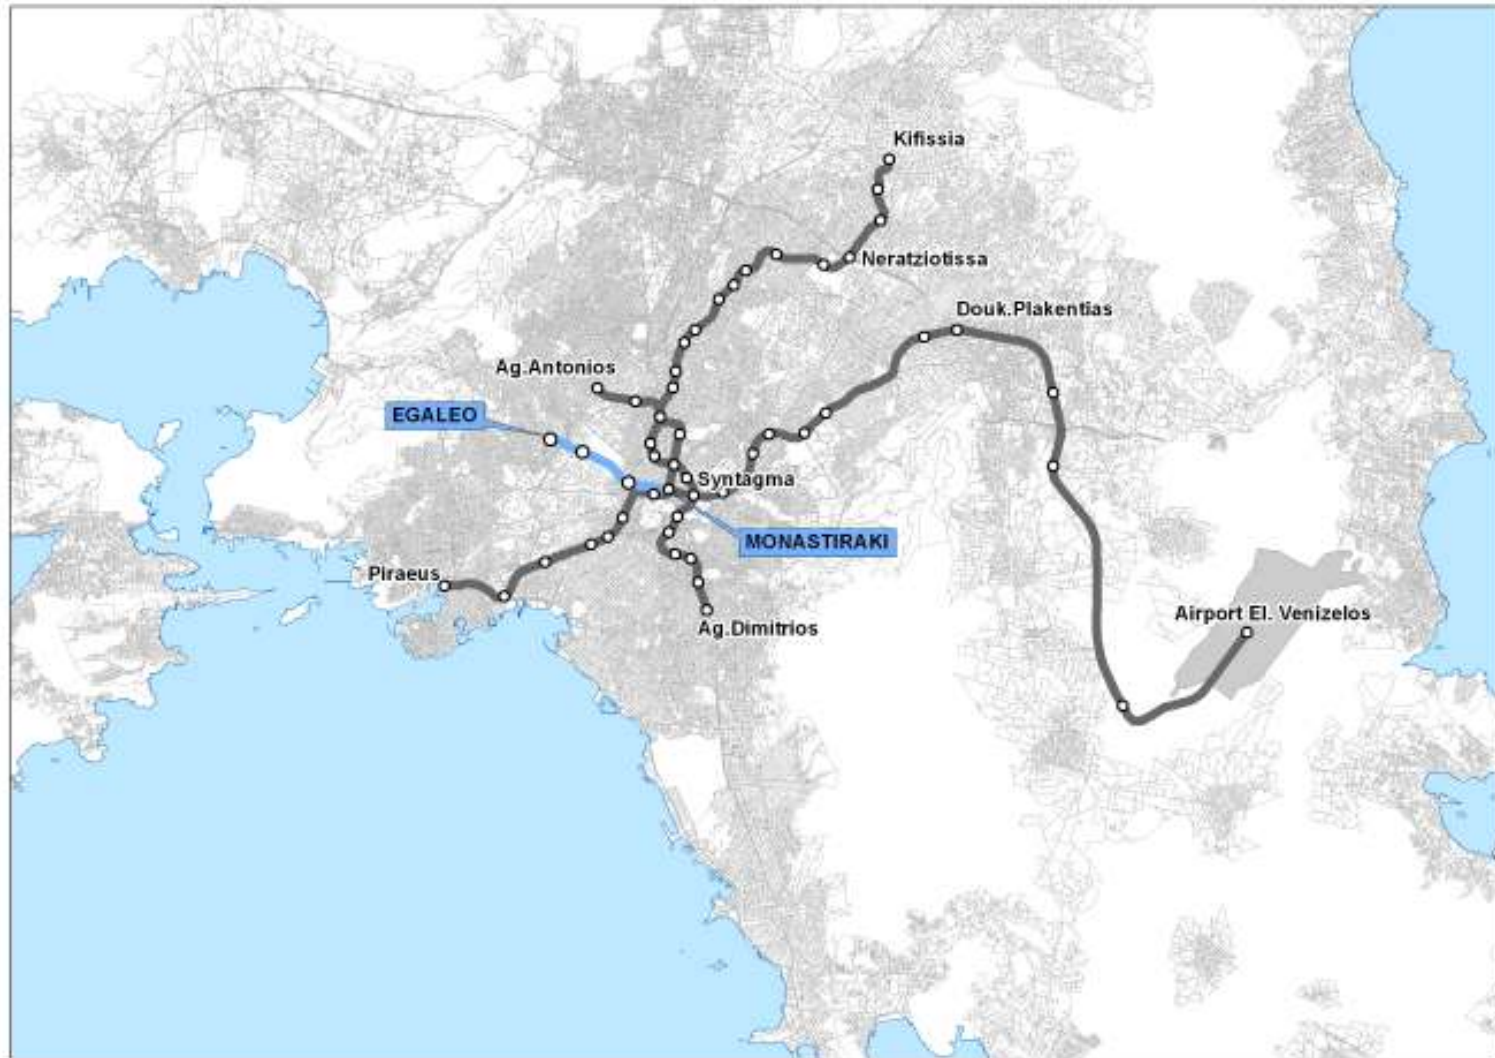 Kifissia
Neratziotissa
Douk.Plakentias
Ag.Antonios
EGALEO
Syntagma
MONASTIRAKI
Piraeus
Airport El. Venizelos
Ag.Dimitrios